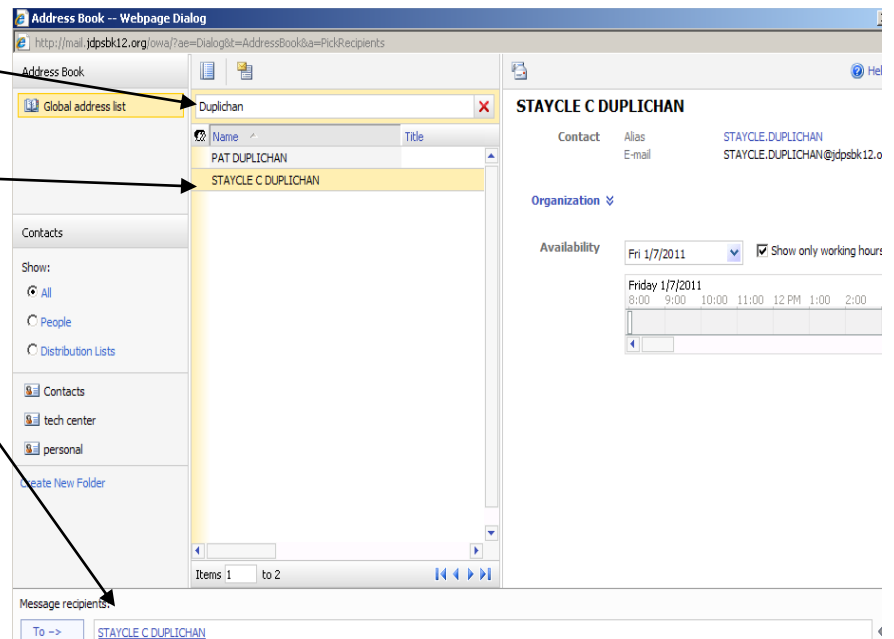 Address Book -- Webpage Dialog
http://mail.jdpsbk12.org/owa/?ae=Dialog&t=AddressBook&a=PickRecipients
Address Book
Hel
Global address list
Duplichan
STAYCLE C DUPLICHAN
Name
Title
Contact Alias STAYCLE.DUPLICHAN
PAT DUPLICHAN
E-mail STAYCLE.DUPLICHAN@jdpsbk12.o
STAYCLE C DUPLICHAN
Organization
Contacts
Availability Fri 1/7/2011 Show only working hours
Show:
All
Friday 1/7/2011
8:00 9:00 10:00 11:00 12 PM 1:00 2:00
People
Distribution Lists
Contacts
tech center
personal
Create New Folder
Items 1 to 2
Message recipients:
To -> STAYCLE C DUPLICHAN